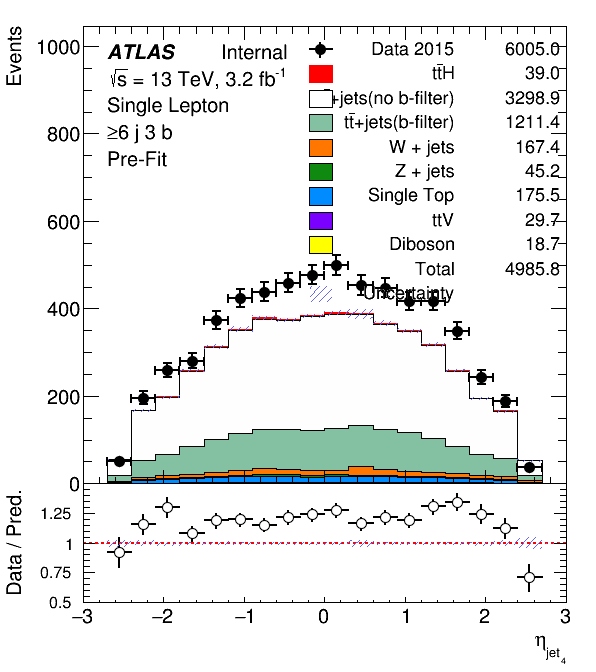 Events
1000
800
600
400
200
0
ATLAS Internal
√s = 13 TeV, 3.2 fb⁻¹
Single Lepton
≥6 j 3 b
Pre-Fit
Data 2015 6005.0
tt̄H 39.0
+jets(no b-filter) 3298.9
tt̄+jets(b-filter) 1211.4
W + jets 167.4
Z + jets 45.2
Single Top 175.5
ttV 29.7
Diboson 18.7
Total 4985.8
Uncertainty
Data / Pred.
1.25
1
0.75
0.5
−3 −2 −1 0 1 2 3
η_jet₄